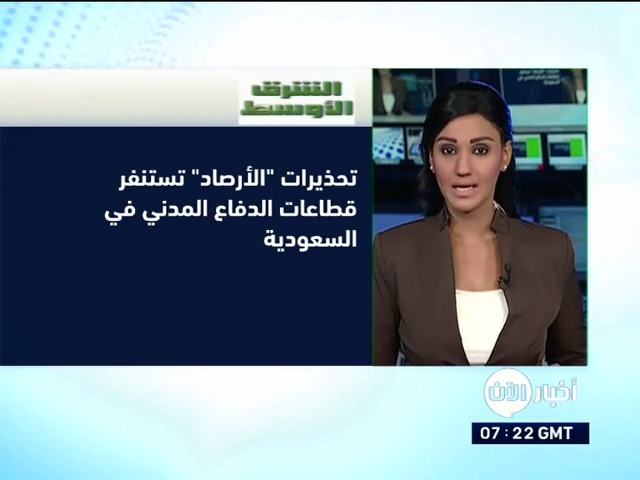 الشرق
الأوسط
تحذيرات "الأرصاد" تستنفر
قطاعات الدفاع المدني في
السعودية
أخبار الآن
07 : 22 GMT